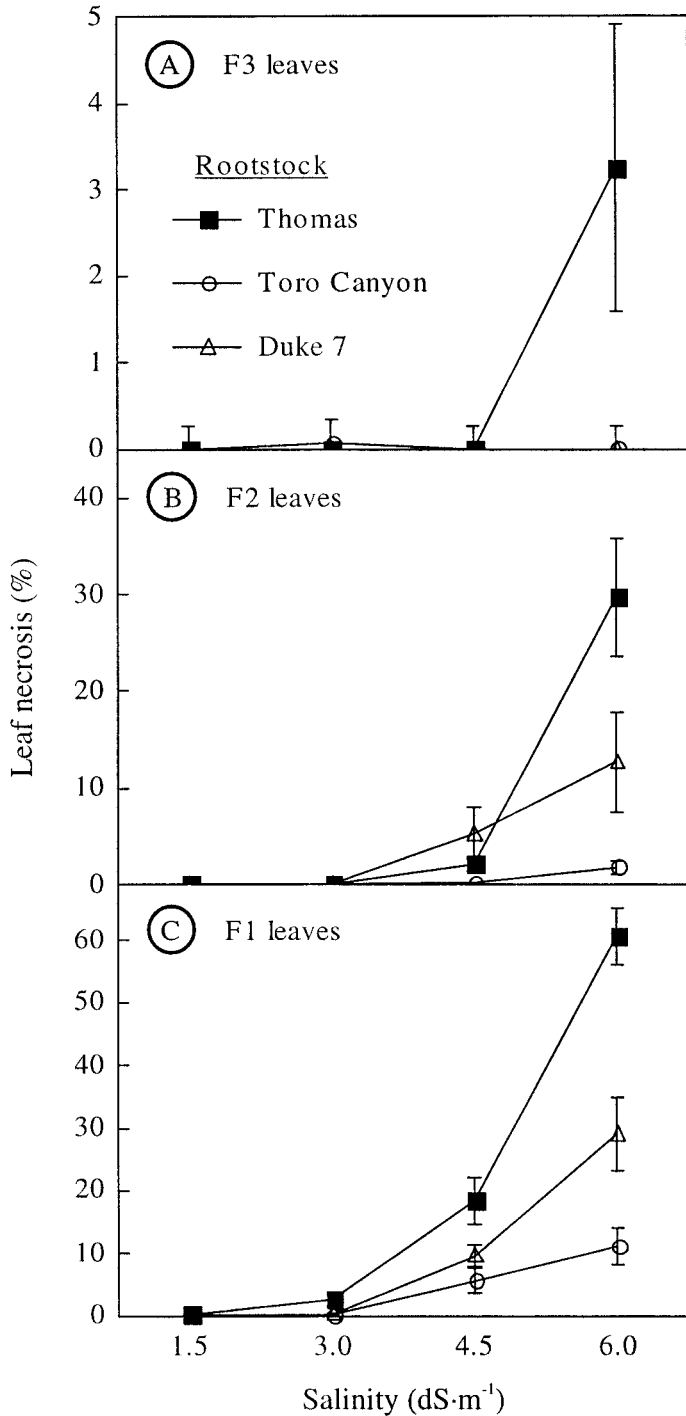 5
A F3 leaves
4
3
Rootstock
Thomas
2
Toro Canyon
1
Duke 7
0
B F2 leaves
40
30
20
10
0
C F1 leaves
60
50
40
30
20
10
0
Leaf necrosis (%)
1.5 3.0 4.5 6.0
Salinity (dS·m⁻¹)